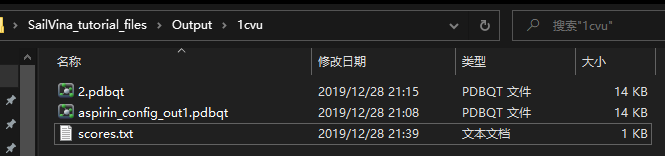 SailVina_tutorial_files > Output > 1cvu
搜索"1cvu"
名称 修改日期 类型 大小
2.pdbqt 2019/12/28 21:15 PDBQT 文件 14 KB
aspirin_config_out1.pdbqt 2019/12/28 21:08 PDBQT 文件 14 KB
scores.txt 2019/12/28 21:39 文本文档 1 KB